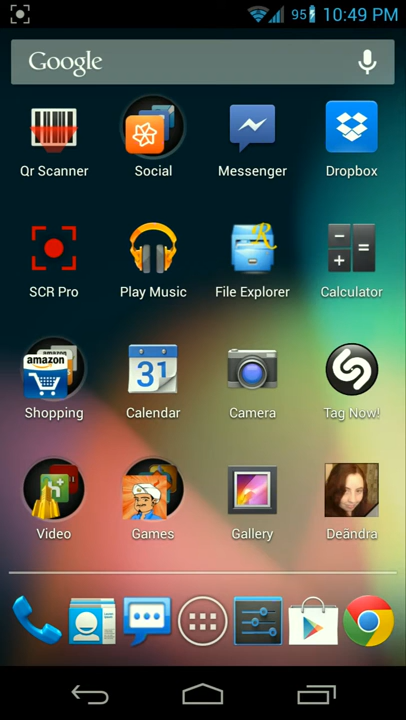 95 10:49 PM
Google
Qr Scanner Social Messenger Dropbox
SCR Pro Play Music File Explorer Calculator
amazon
31
Shopping Calendar Camera Tag Now!
Video Games Gallery Deändra